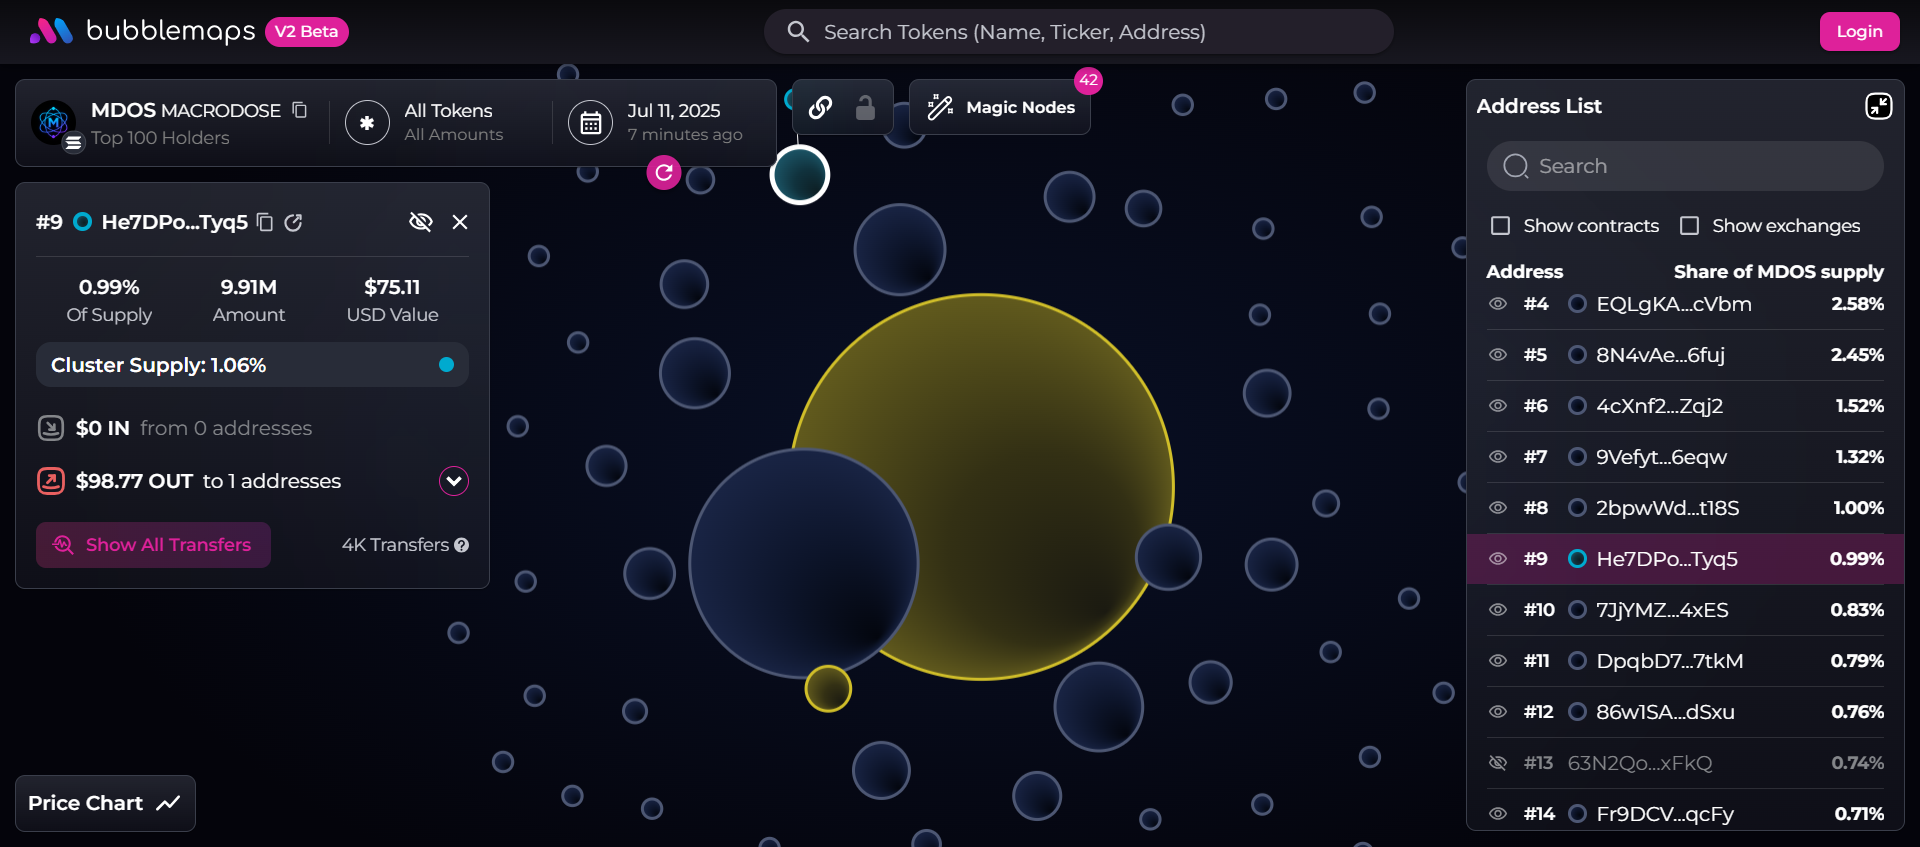 bubblemaps V2 Beta
Search Tokens (Name, Ticker, Address)
Login
MDOS MACRODOSE
Top 100 Holders
All Tokens
All Amounts
Jul 11, 2025
7 minutes ago
Magic Nodes
42
#9 He7DPo...Tyq5
0.99% 9.91M $75.11
Of Supply Amount USD Value
Cluster Supply: 1.06%
$0 IN from 0 addresses
$98.77 OUT to 1 addresses
Show All Transfers 4K Transfers ?
Price Chart
Address List
Search
Show contracts Show exchanges
Address Share of MDOS supply
#4 EQLgKA...cVbm 2.58%
#5 8N4vAe...6fuj 2.45%
#6 4cXnf2...Zqj2 1.52%
#7 9Vefyt...6eqw 1.32%
#8 2bpwWd...t18S 1.00%
#9 He7DPo...Tyq5 0.99%
#10 7JjYMZ...4xES 0.83%
#11 DpqbD7...7tkM 0.79%
#12 86w1SA...dSxu 0.76%
#13 63N2Qo...xFkQ 0.74%
#14 Fr9DCV...qcFy 0.71%